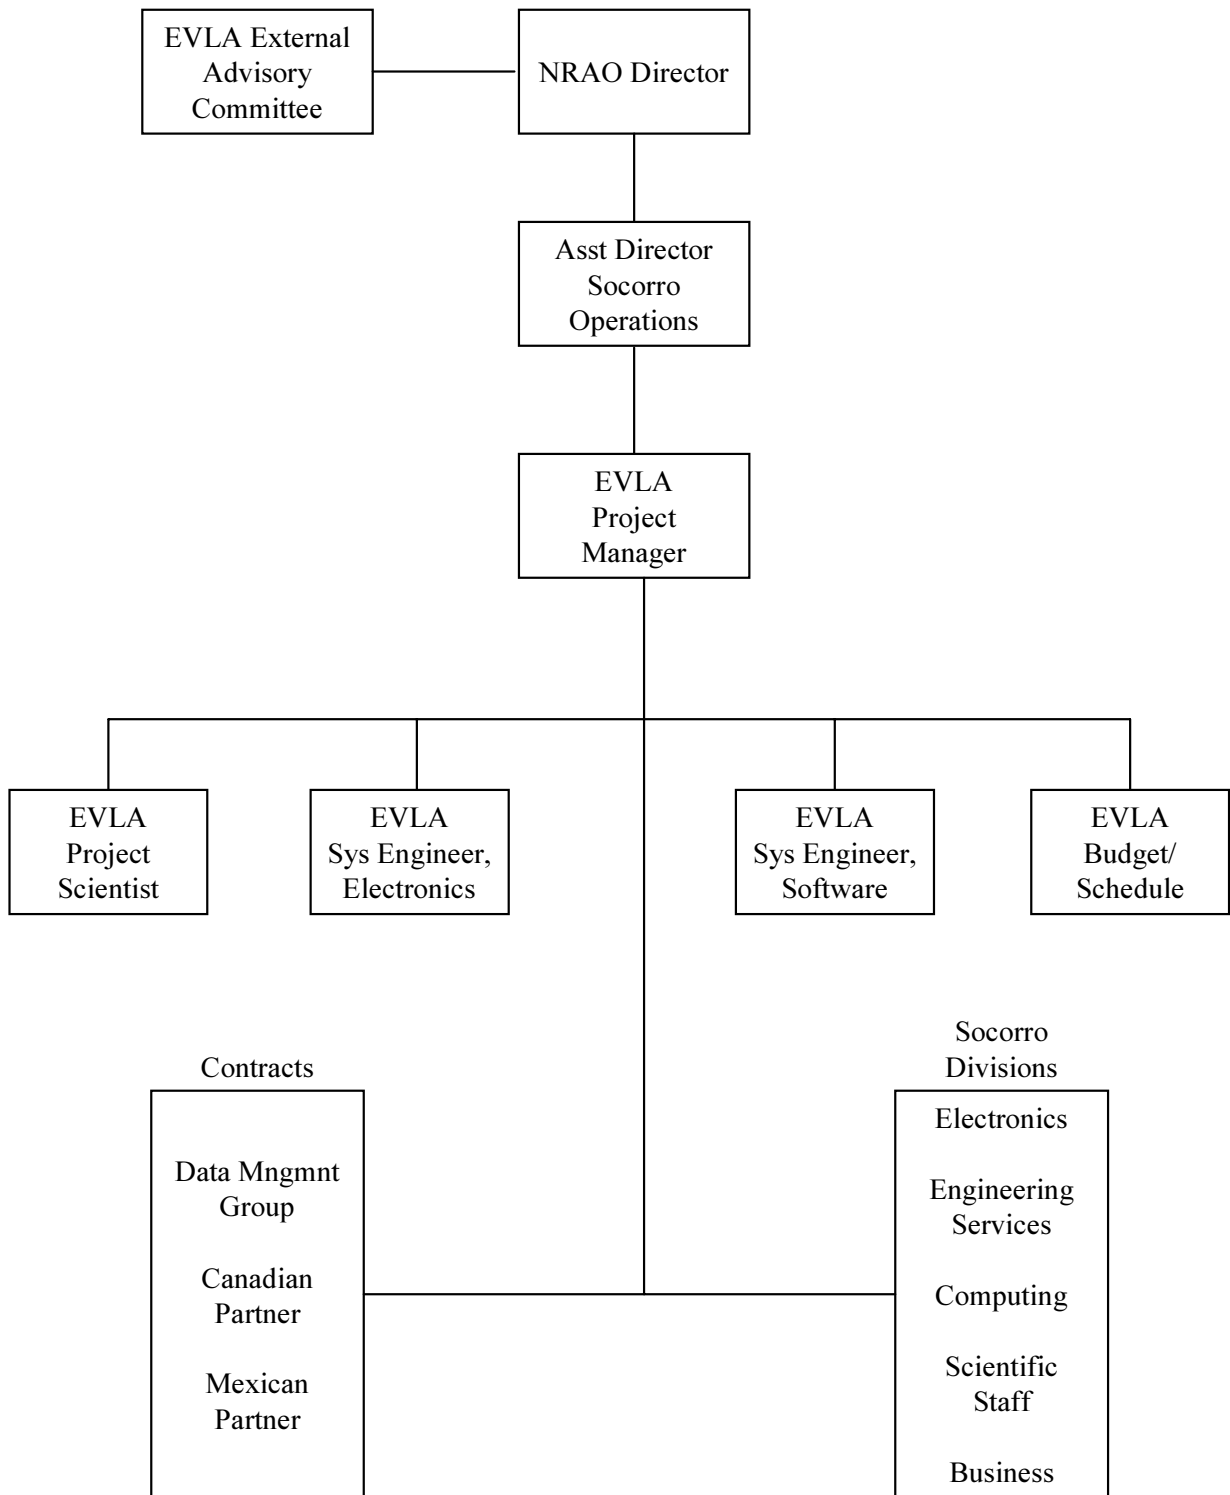 EVLA External
Advisory
Committee
NRAO Director
Asst Director
Socorro
Operations
EVLA
Project
Manager
EVLA
Project
Scientist
EVLA
Sys Engineer,
Electronics
EVLA
Sys Engineer,
Software
EVLA
Budget/
Schedule
Contracts
Data Mngmnt
Group
Canadian
Partner
Mexican
Partner
Socorro
Divisions
Electronics
Engineering
Services
Computing
Scientific
Staff
Business